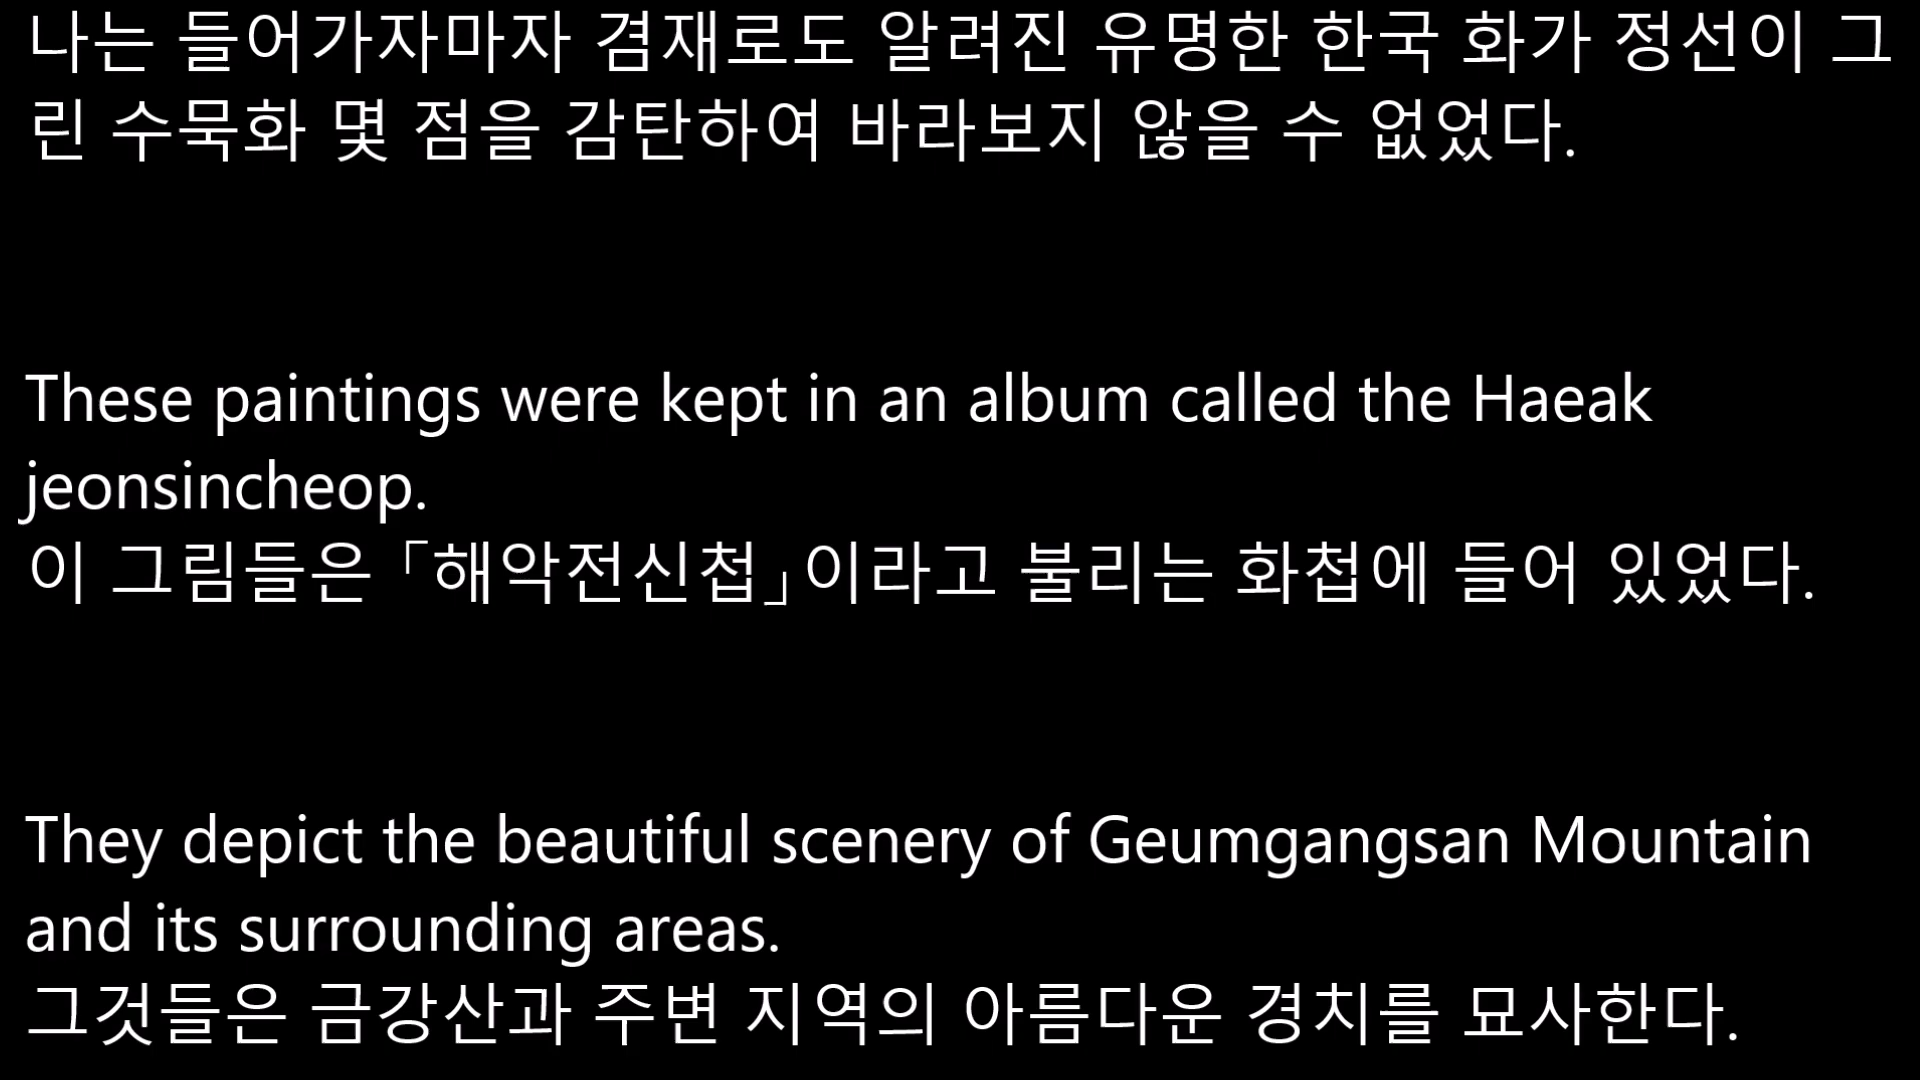 나는 들어가자마자 겸재로도 알려진 유명한 한국 화가 정선이 그
린 수묵화 몇 점을 감탄하여 바라보지 않을 수 없었다.
These paintings were kept in an album called the Haeak
jeonsincheop.
이 그림들은 「해악전신첩」이라고 불리는 화첩에 들어 있었다.
They depict the beautiful scenery of Geumgangsan Mountain
and its surrounding areas.
그것들은 금강산과 주변 지역의 아름다운 경치를 묘사한다.